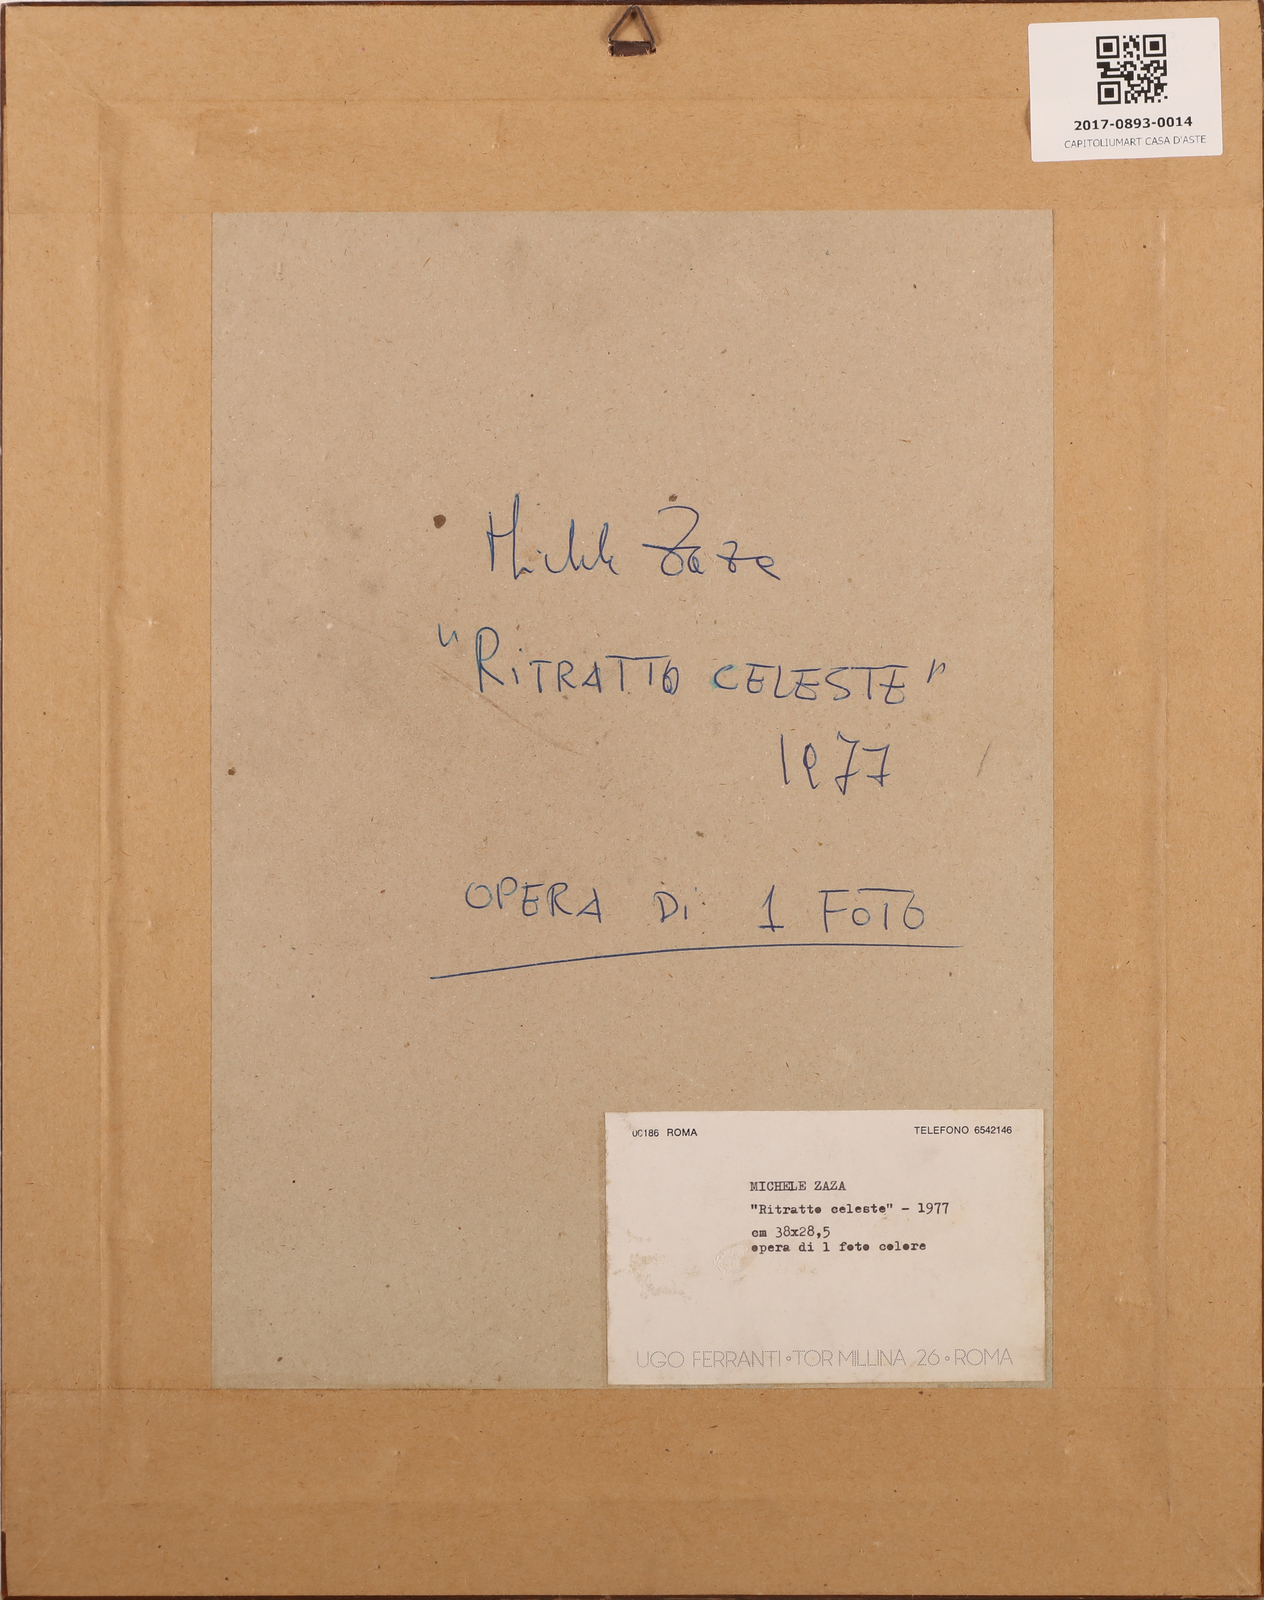 2017-0893-0014
CAPITOLIUMART CASA D'ASTE
Michele Zaza
"RiTRATTO CELESTE"
1977
OPERA Di 1 FOTO
00186 ROMA
TELEFONO 6542146
MICHELE ZAZA
"Ritratto celeste" - 1977
cm 38x28,5
opera di 1 foto colore
UGO FERRANTI • TOR MILLINA 26 • ROMA